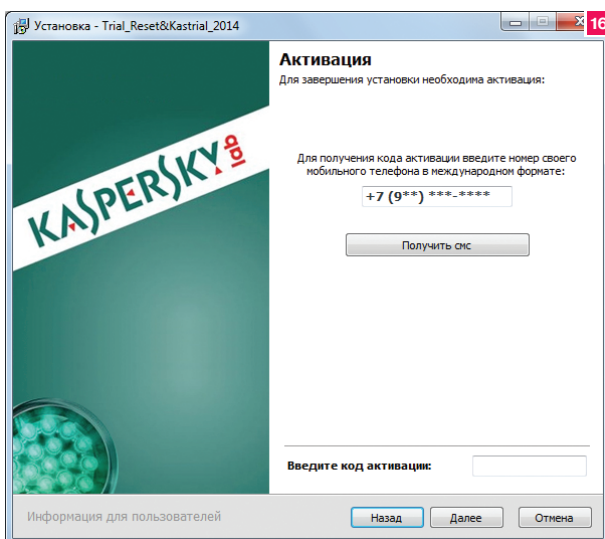 Установка - Trial_Reset&Kastrial_2014
16
Активация
Для завершения установки необходима активация:
KASPERSKY lab
Для получения кода активации введите номер своего
мобильного телефона в международном формате:
+7 (9**) ***-****
Получить смс
Введите код активации:
Информация для пользователей
Назад
Далее
Отмена